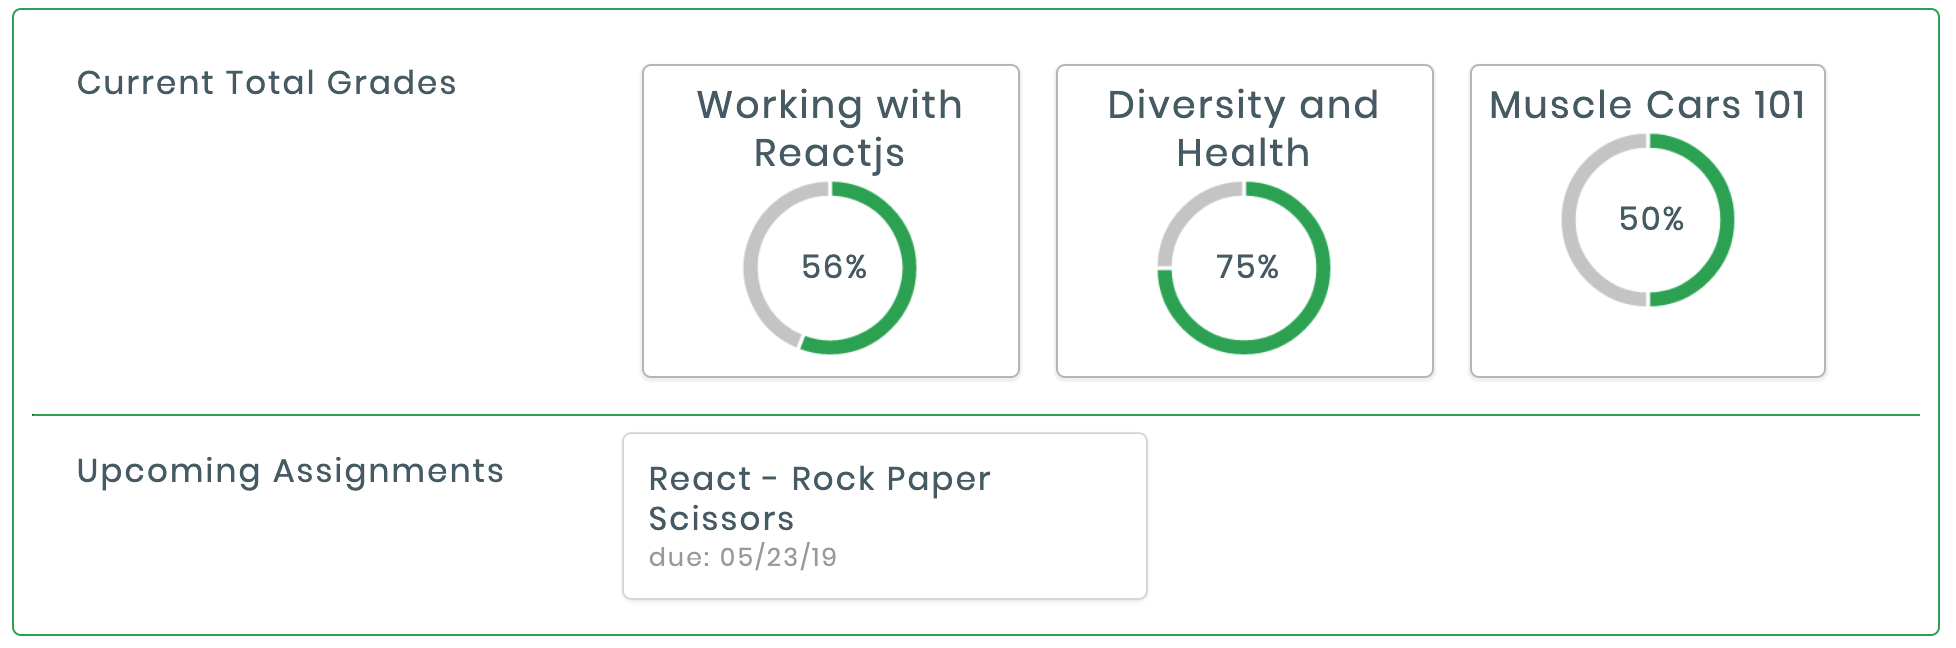 Current Total Grades
Working with
Reactjs
56%
Diversity and
Health
75%
Muscle Cars 101
50%
Upcoming Assignments
React - Rock Paper
Scissors
due: 05/23/19